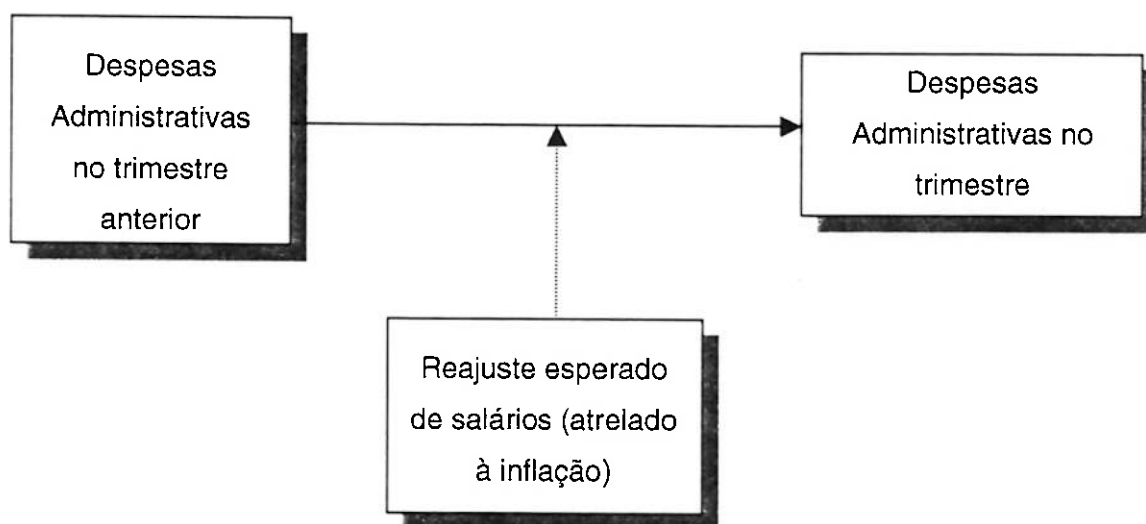 Despesas
Administrativas
no trimestre
anterior
Despesas
Administrativas no
trimestre
Reajuste esperado
de salários (atrelado
à inflação)